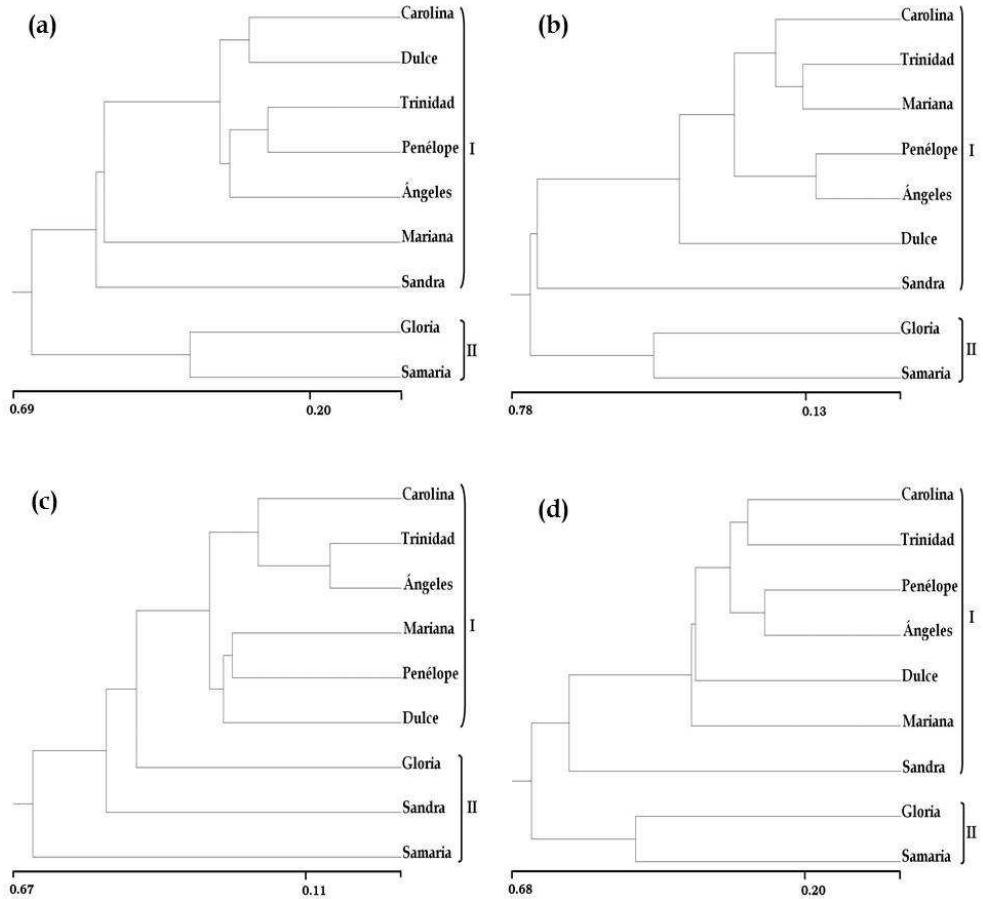 (a)
Carolina
Dulce
Trinidad
Penélope
Ángeles
Mariana
Sandra
Gloria
Samaria
I
II
0.69 0.20
(b)
Carolina
Trinidad
Mariana
Penélope
Ángeles
Dulce
Sandra
Gloria
Samaria
I
II
0.78 0.13
(c)
Carolina
Trinidad
Ángeles
Mariana
Penélope
Dulce
Gloria
Sandra
Samaria
I
II
0.67 0.11
(d)
Carolina
Trinidad
Penélope
Ángeles
Dulce
Mariana
Sandra
Gloria
Samaria
I
II
0.68 0.20